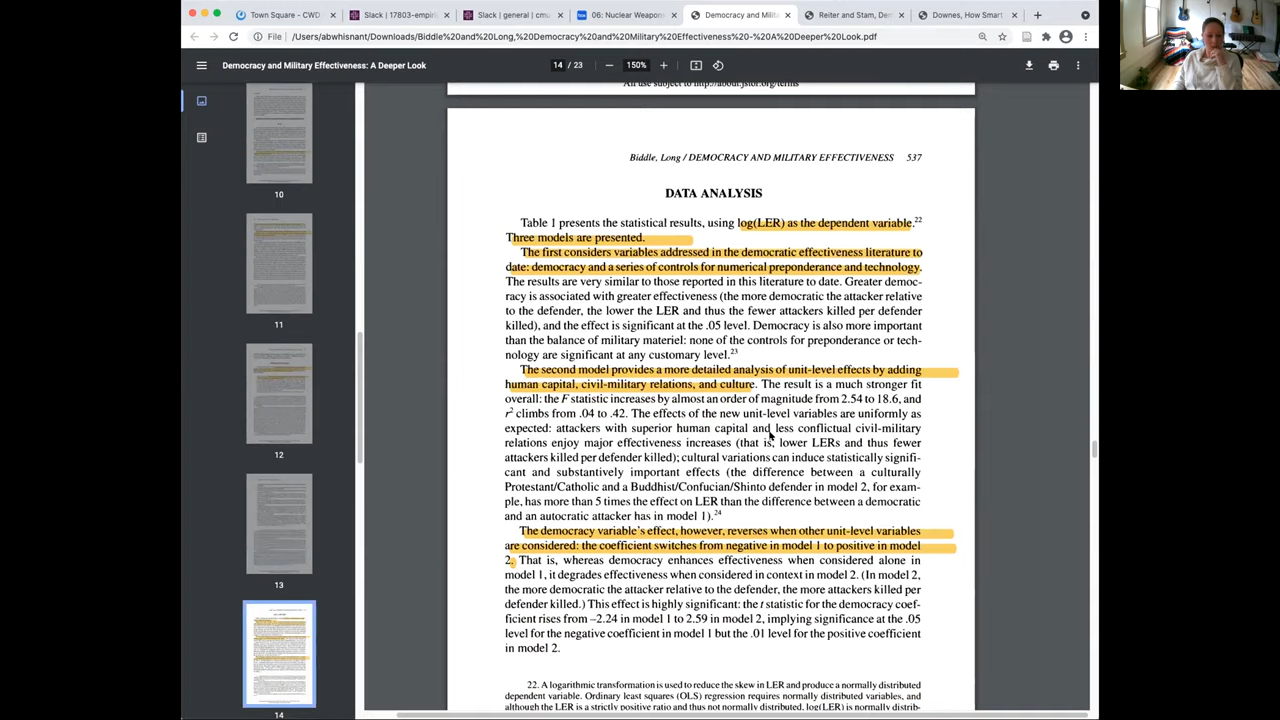 Town Square - CWD
Slack | 17803-empiri
Slack | general | cmu
06: Nuclear Weapons
Democracy and Milita
Reiter and Stam, Dem
Downes, How Smart
File
/Users/abwhisnant/Downloads/Biddle%20and%20Long,%20Democracy%20and%20Military%20Effectiveness%20-%20A%20Deeper%20Look.pdf
Democracy and Military Effectiveness: A Deeper Look
14 / 23
150%
10
11
12
13
14
All use subject to http://about.jstor.org/terms
Biddle, Long / DEMOCRACY AND MILITARY EFFECTIVENESS 537
DATA ANALYSIS
Table 1 presents the statistical results, using log(LER) as the dependent variable.22
Three models are presented.
The first considers variables addressed in the democratic effectiveness literature to
date: democracy and a series of controls for numerical preponderance and technology.
The results are very similar to those reported in this literature to date. Greater democ-
racy is associated with greater effectiveness (the more democratic the attacker relative
to the defender, the lower the LER and thus the fewer attackers killed per defender
killed), and the effect is significant at the .05 level. Democracy is also more important
than the balance of military materiel: none of the controls for preponderance or tech-
nology are significant at any customary level.23
The second model provides a more detailed analysis of unit-level effects by adding
human capital, civil-military relations, and culture. The result is a much stronger fit
overall: the F statistic increases by almost an order of magnitude from 2.54 to 18.6, and
r2 climbs from .04 to .42. The effects of the new unit-level variables are uniformly as
expected: attackers with superior human capital and less conflictual civil-military
relations enjoy major effectiveness increases (that is, lower LERs and thus fewer
attackers killed per defender killed); cultural variations can induce statistically signifi-
cant and substantively important effects (the difference between a culturally
Protestant/Catholic and a Buddhist/Confucian/Shinto defender in model 2, for exam-
ple, has more than 5 times the effect on LER than the difference between a democratic
and an autocratic attacker has in model 1).24
The democracy variable's effect, however, reverses when other unit-level variables
are considered: the coefficient switches from negative in model 1 to positive in model
2. That is, whereas democracy enhances effectiveness when considered alone in
model 1, it degrades effectiveness when considered in context in model 2. (In model 2,
the more democratic the attacker relative to the defender, the more attackers killed per
defender killed.) This effect is highly significant: the t statistic for the democracy coef-
ficient goes from –2.24 in model 1 to 2.59 in model 2, implying significance at the .05
level for the negative coefficient in model 1 but the .01 level for the positive coefficient
in model 2.
22. A logarithmic transformation is used to reduce the skew in LER and produce a normally distributed
dependent variable. Ordinary least squares (OLS) regression requires normally distributed variables, and
although the LER is a strictly positive ratio and thus not normally distributed, log(LER) is normally distrib-